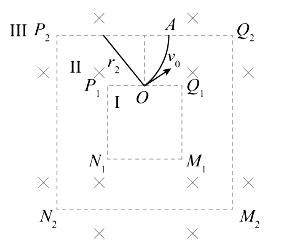 III P₂ A Q₂
II r₂ v₀
P₁ I O Q₁
N₁ M₁
N₂ M₂